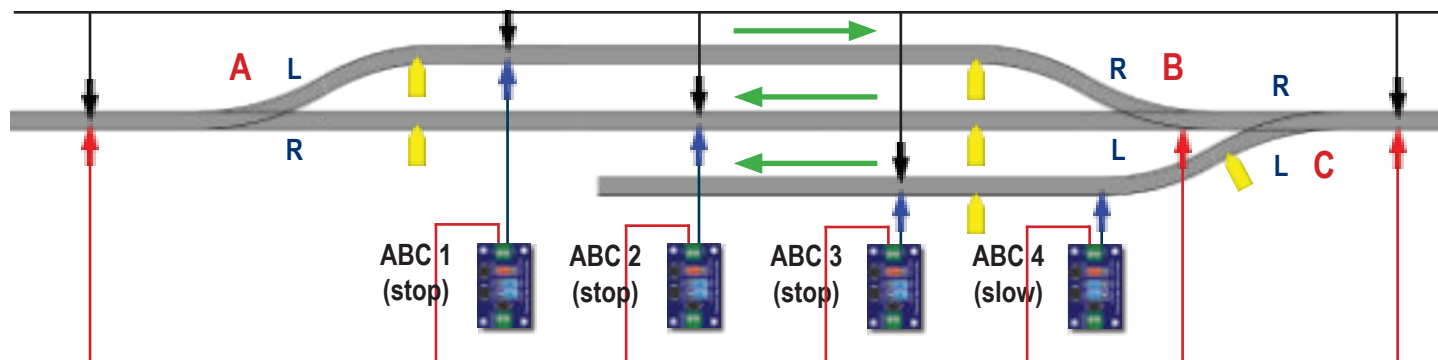 A
L
R
B
R
R
L
L
C
ABC 1
(stop)
ABC 2
(stop)
ABC 3
(stop)
ABC 4
(slow)